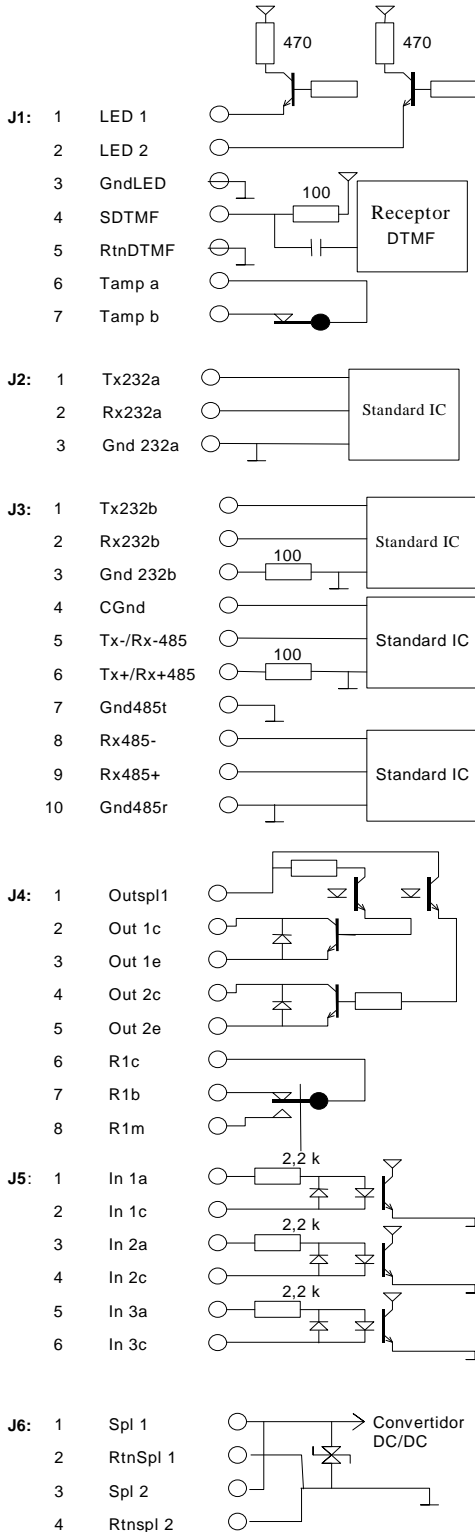 470 470
J1: 1 LED 1
2 LED 2
3 GndLED
100
4 SDTMF
Receptor
DTMF
5 RtnDTMF
6 Tamp a
7 Tamp b
J2: 1 Tx232a
2 Rx232a
Standard IC
3 Gnd 232a
J3: 1 Tx232b
2 Rx232b
Standard IC
100
3 Gnd 232b
4 CGnd
5 Tx-/Rx-485
Standard IC
100
6 Tx+/Rx+485
7 Gnd485t
8 Rx485-
9 Rx485+
Standard IC
10 Gnd485r
J4: 1 Outspl1
2 Out 1c
3 Out 1e
4 Out 2c
5 Out 2e
6 R1c
7 R1b
8 R1m
2,2 k
J5: 1 In 1a
2 In 1c
2,2 k
3 In 2a
4 In 2c
2,2 k
5 In 3a
6 In 3c
J6: 1 Spl 1
Convertidor
DC/DC
2 RtnSpl 1
3 Spl 2
4 Rtnspl 2